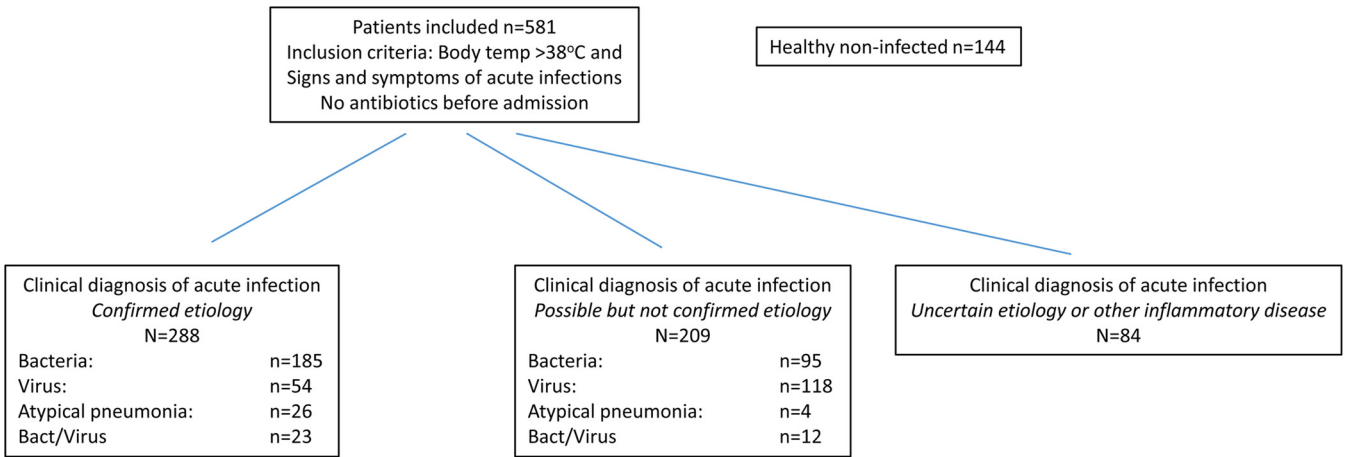 Patients included n=581
Inclusion criteria: Body temp >38°C and
Signs and symptoms of acute infections
No antibiotics before admission
Healthy non-infected n=144
Clinical diagnosis of acute infection
Confirmed etiology
N=288
Bacteria: n=185
Virus: n=54
Atypical pneumonia: n=26
Bact/Virus n=23
Clinical diagnosis of acute infection
Possible but not confirmed etiology
N=209
Bacteria: n=95
Virus: n=118
Atypical pneumonia: n=4
Bact/Virus n=12
Clinical diagnosis of acute infection
Uncertain etiology or other inflammatory disease
N=84